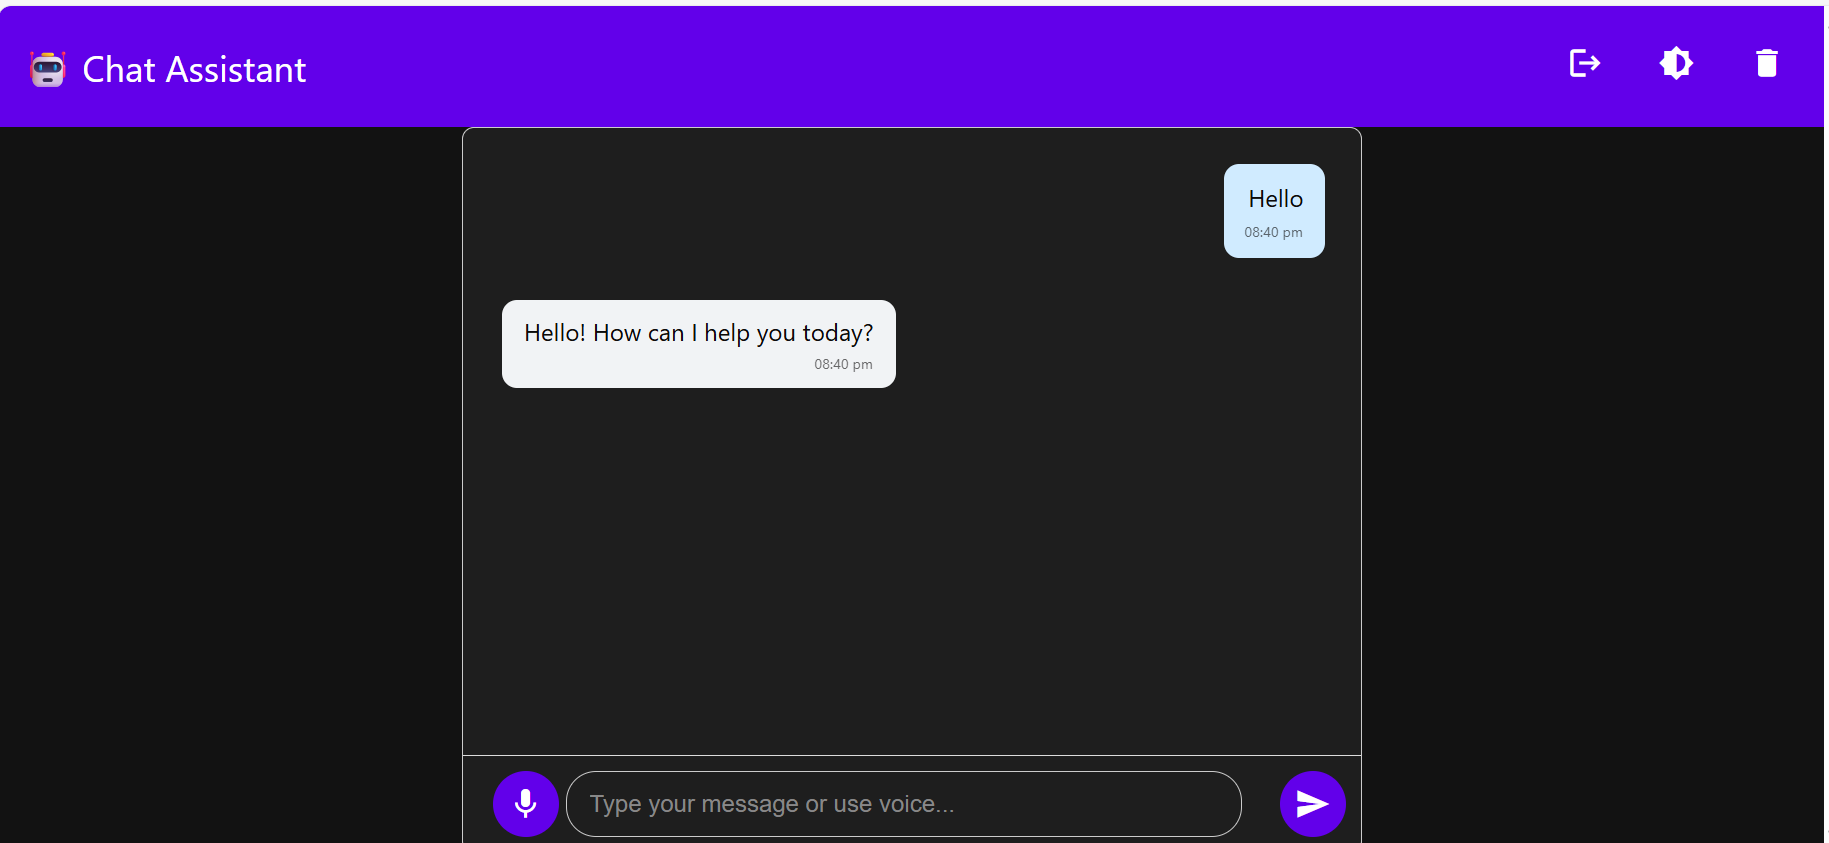 Chat Assistant
Hello
08:40 pm
Hello! How can I help you today?
08:40 pm
Type your message or use voice...